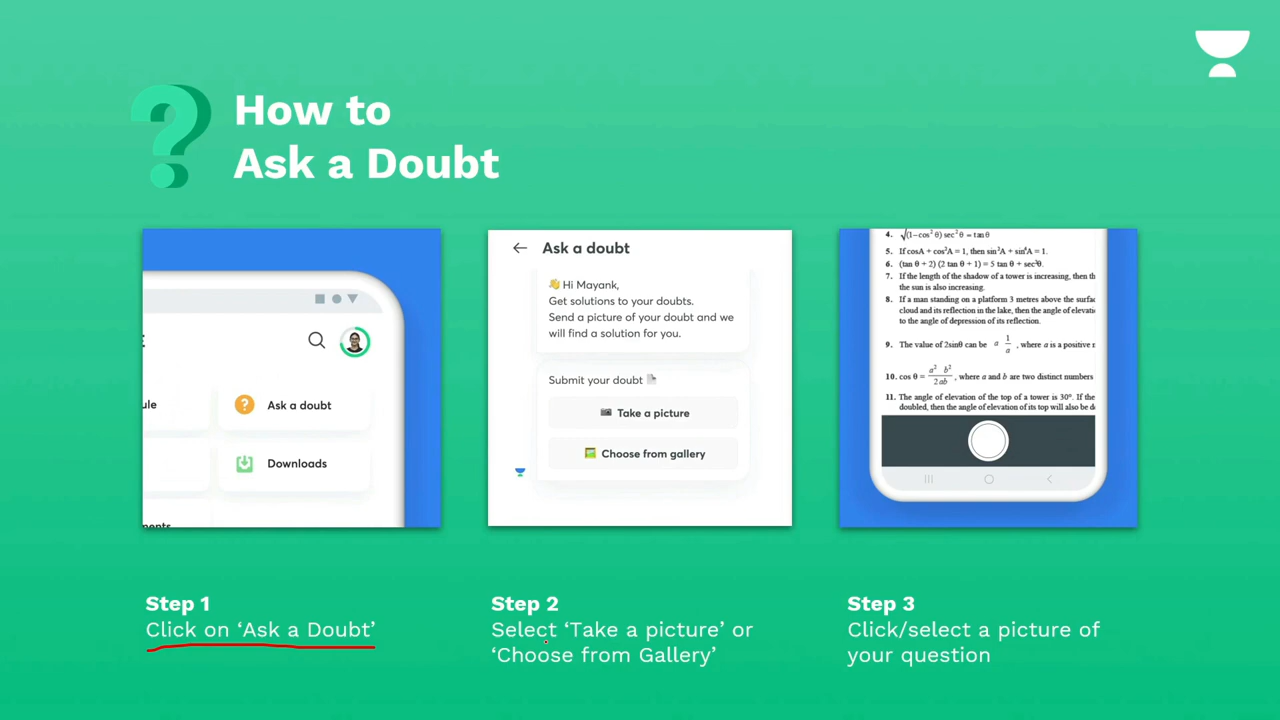 How to
Ask a Doubt
ule
Ask a doubt
Downloads
ments
Ask a doubt
👋 Hi Mayank,
Get solutions to your doubts.
Send a picture of your doubt and we
will find a solution for you.
Submit your doubt
Take a picture
Choose from gallery
4. √(1−cos² θ) sec² θ = tan θ
5. If cosA + cos²A = 1, then sin²A + sin⁴A = 1.
6. (tan θ + 2) (2 tan θ + 1) = 5 tan θ + sec²θ.
7. If the length of the shadow of a tower is increasing, then th
the sun is also increasing.
8. If a man standing on a platform 3 metres above the surfac
cloud and its reflection in the lake, then the angle of elevatio
to the angle of depression of its reflection.
9. The value of 2sinθ can be a 1/a , where a is a positive
10. cos θ = a² b²/2ab , where a and b are two distinct numbers
11. The angle of elevation of the top of a tower is 30°. If the
doubled, then the angle of elevation of its top will also be d
Step 1
Click on ‘Ask a Doubt’
Step 2
Select ‘Take a picture’ or
‘Choose from Gallery’
Step 3
Click/select a picture of
your question